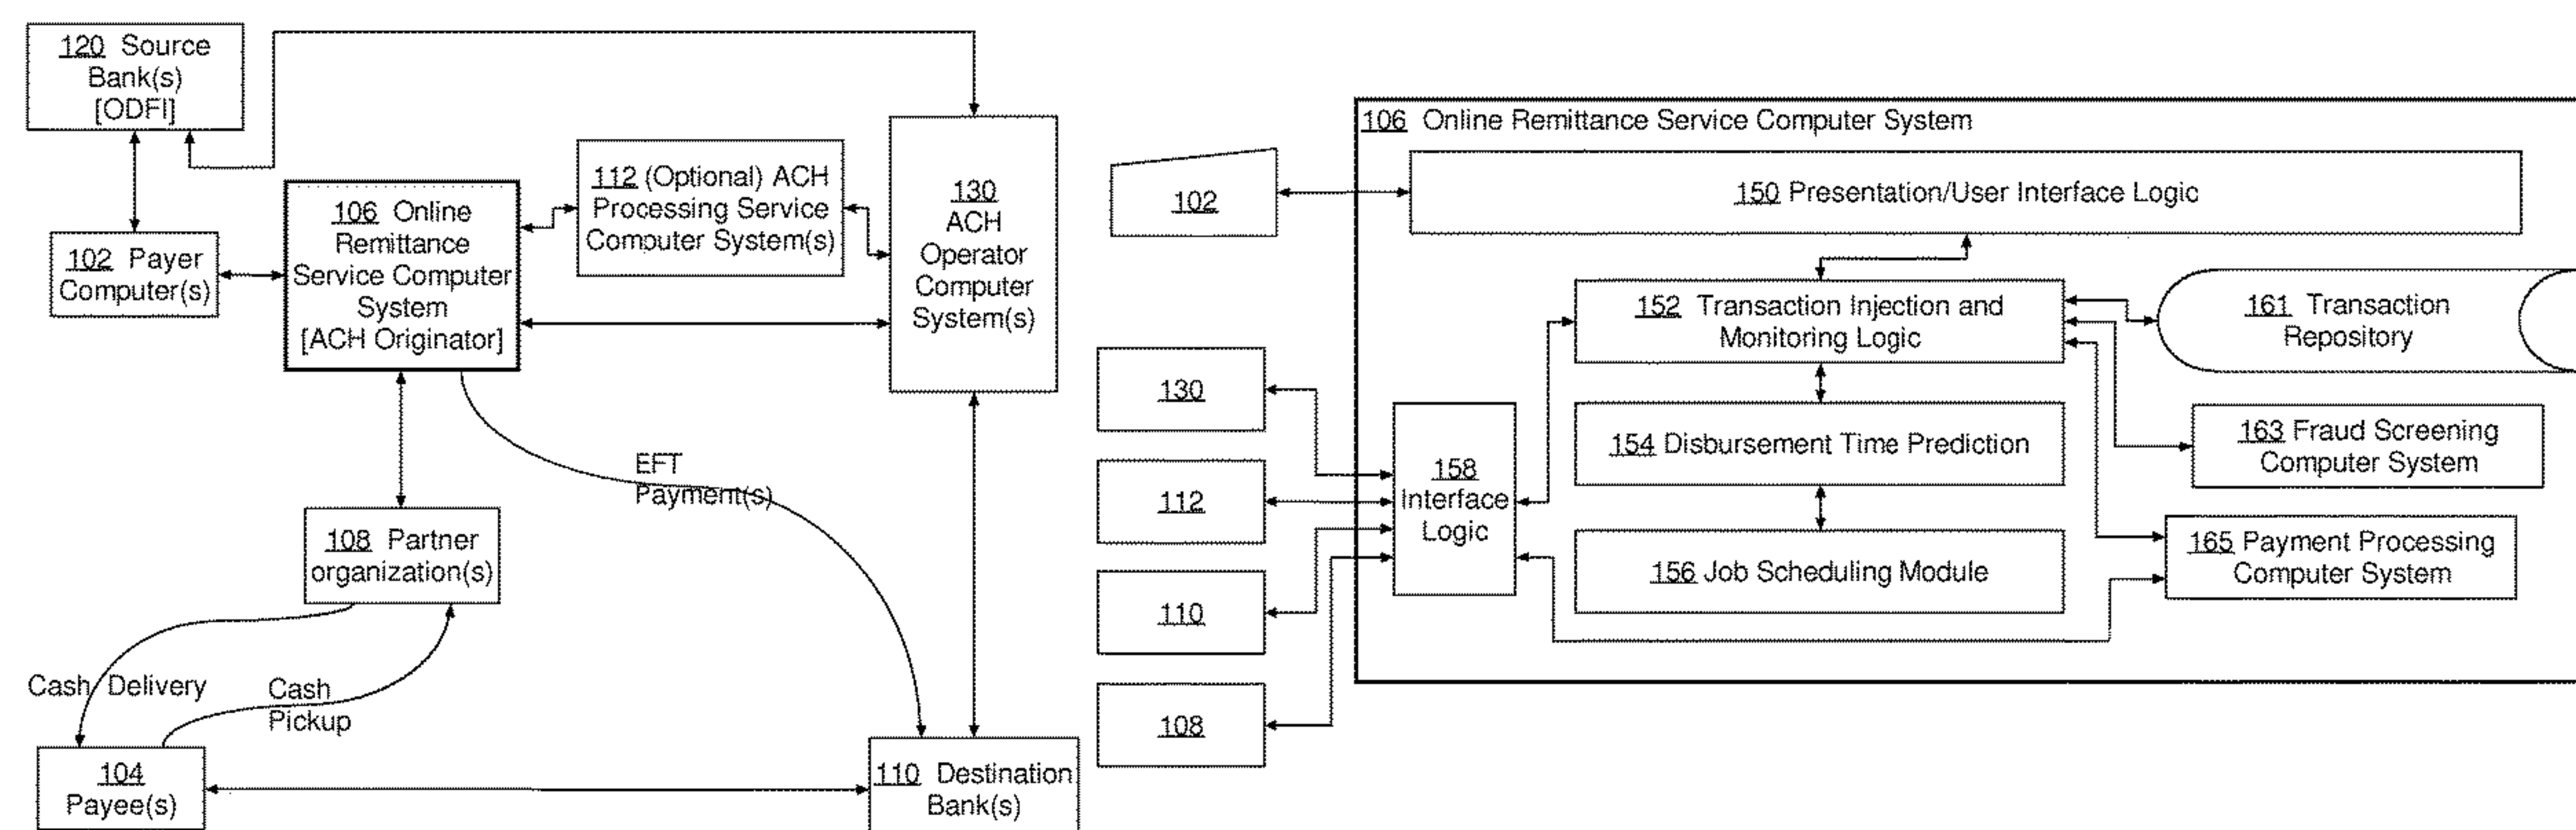 120 Source
Bank(s)
[ODFI]
102 Payer
Computer(s)
106 Online
Remittance
Service Computer
System
[ACH Originator]
112 (Optional) ACH
Processing Service
Computer System(s)
130
ACH
Operator
Computer
System(s)
EFT
Payment(s)
108 Partner
organization(s)
Cash Delivery
Cash
Pickup
104
Payee(s)
110 Destination
Bank(s)
106 Online Remittance Service Computer System
102
150 Presentation/User Interface Logic
152 Transaction Injection and
Monitoring Logic
161 Transaction
Repository
130
154 Disbursement Time Prediction
163 Fraud Screening
Computer System
158
Interface
Logic
112
156 Job Scheduling Module
165 Payment Processing
Computer System
110
108